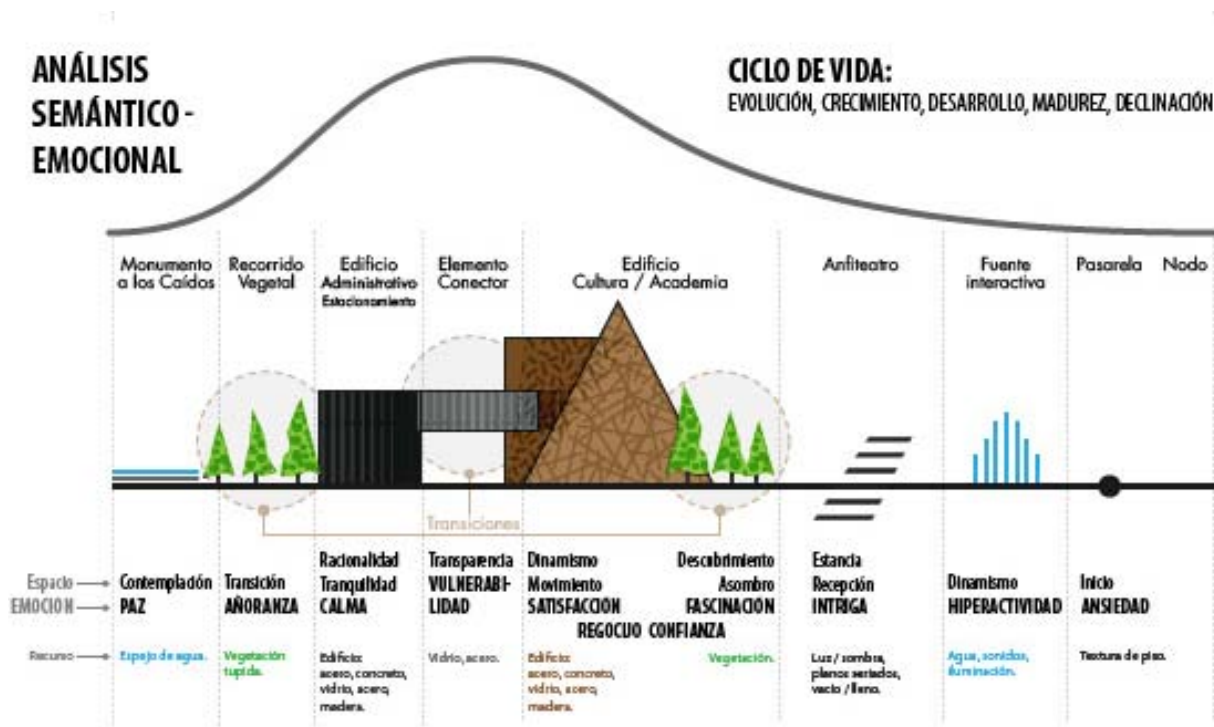 ANÁLISIS
SEMÁNTICO -
EMOCIONAL
CICLO DE VIDA:
EVOLUCIÓN, CRECIMIENTO, DESARROLLO, MADUREZ, DECLINACIÓN
Monumento
a los Caídos
Recorrido
Vegetal
Edificio
Administrativo
Estacionamiento
Elemento
Conector
Edificio
Cultura / Academia
Anfiteatro
Fuente
interactiva
Pasarela
Nodo
Transiciones
Espacio
EMOCIÓN
Contemplación
PAZ
Transición
AÑORANZA
Racionalidad
Tranquilidad
CALMA
Transparencia
VULNERABI-
LIDAD
Dinamismo
Movimiento
SATISFACCIÓN
Descubrimiento
Asombro
FASCINACIÓN
REGOCIJO CONFIANZA
Estancia
Recepción
INTRIGA
Dinamismo
HIPERACTIVIDAD
Inicio
ANSIEDAD
Recurso
Espejo de agua.
Vegetación
tupida.
Edificio:
acero, concreto,
vidrio, acero,
madera.
Vidrio, acero.
Edificio:
acero, concreto,
vidrio, acero,
madera.
Vegetación.
Luz / sombra,
planos seriados,
vacío / lleno.
Agua, sonidos,
iluminación.
Textura de piso.